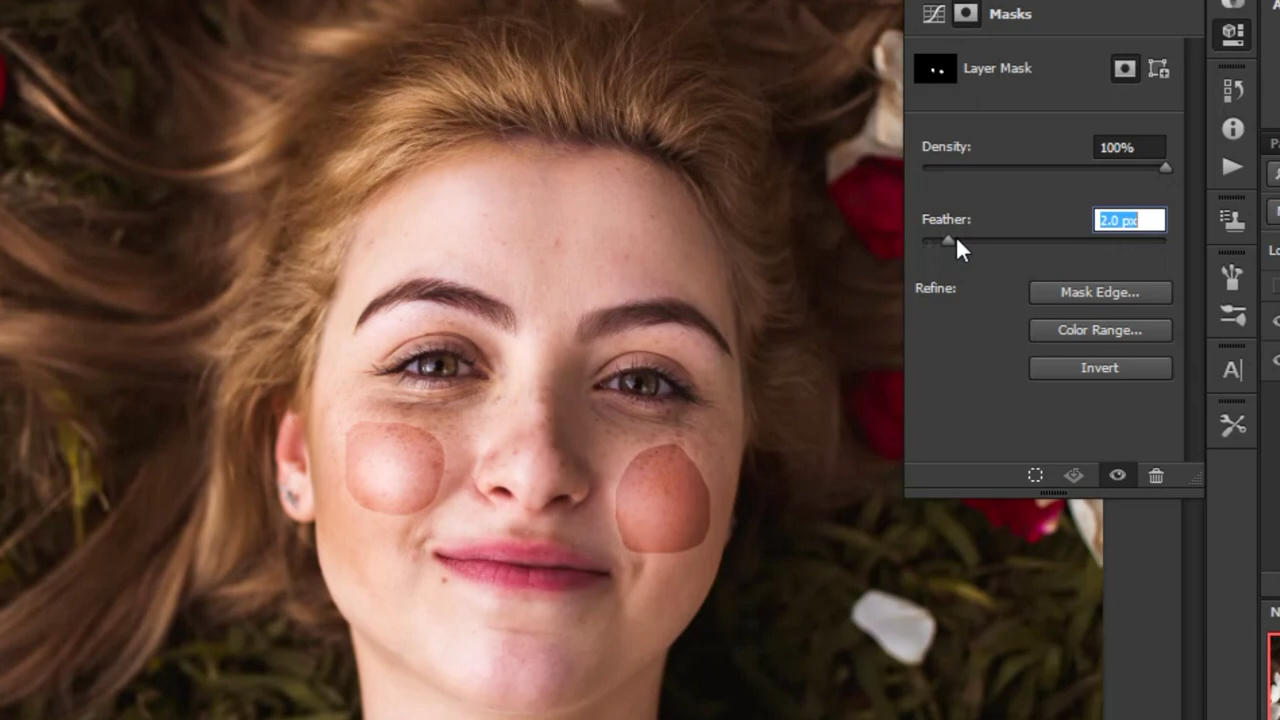 Masks
Layer Mask
Density:
100%
Feather:
2.0 px
Refine:
Mask Edge...
Color Range...
Invert
A|